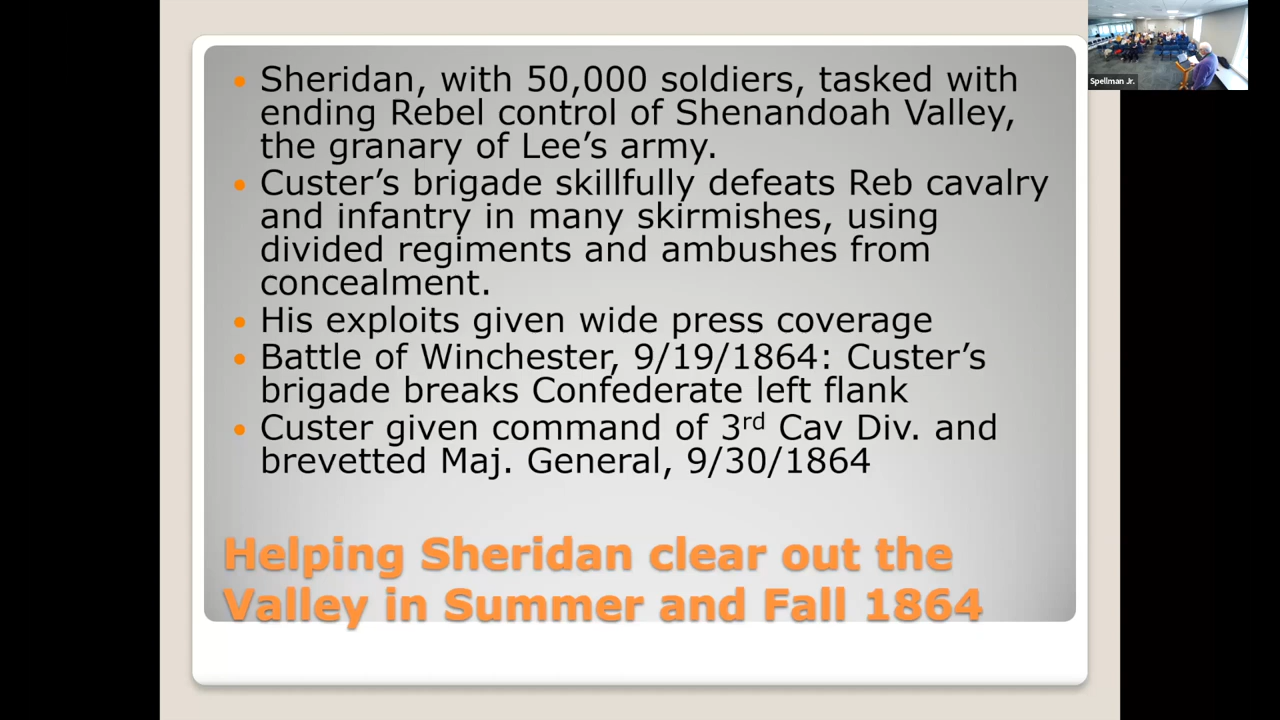 Sheridan, with 50,000 soldiers, tasked with
ending Rebel control of Shenandoah Valley,
the granary of Lee’s army.
Custer’s brigade skillfully defeats Reb cavalry
and infantry in many skirmishes, using
divided regiments and ambushes from
concealment.
His exploits given wide press coverage
Battle of Winchester, 9/19/1864: Custer’s
brigade breaks Confederate left flank
Custer given command of 3rd Cav Div. and
brevetted Maj. General, 9/30/1864
Helping Sheridan clear out the
Valley in Summer and Fall 1864
Spellman Jr.